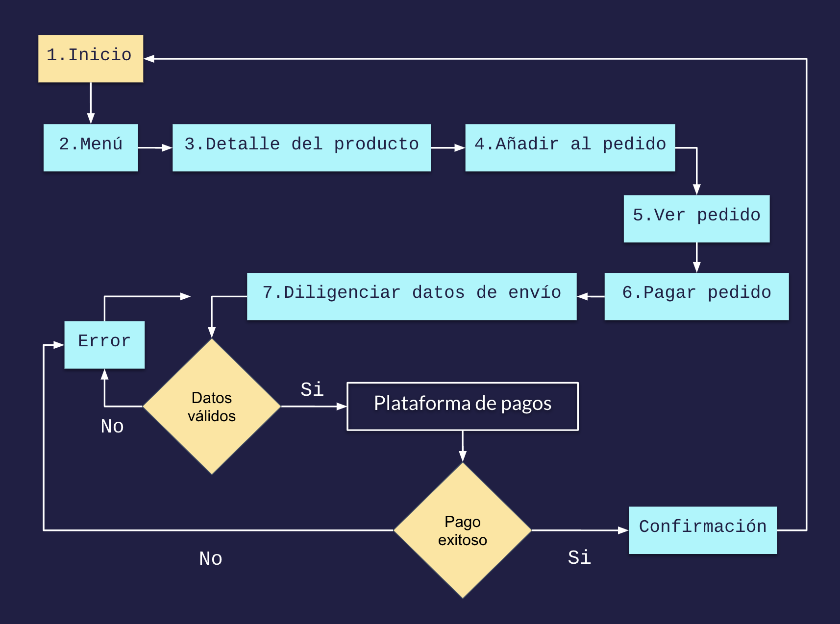 1.Inicio
2.Menú
3.Detalle del producto
4.Añadir al pedido
5.Ver pedido
6.Pagar pedido
7.Diligenciar datos de envío
Error
Datos
válidos
Si
No
Plataforma de pagos
Pago
exitoso
Si
No
Confirmación